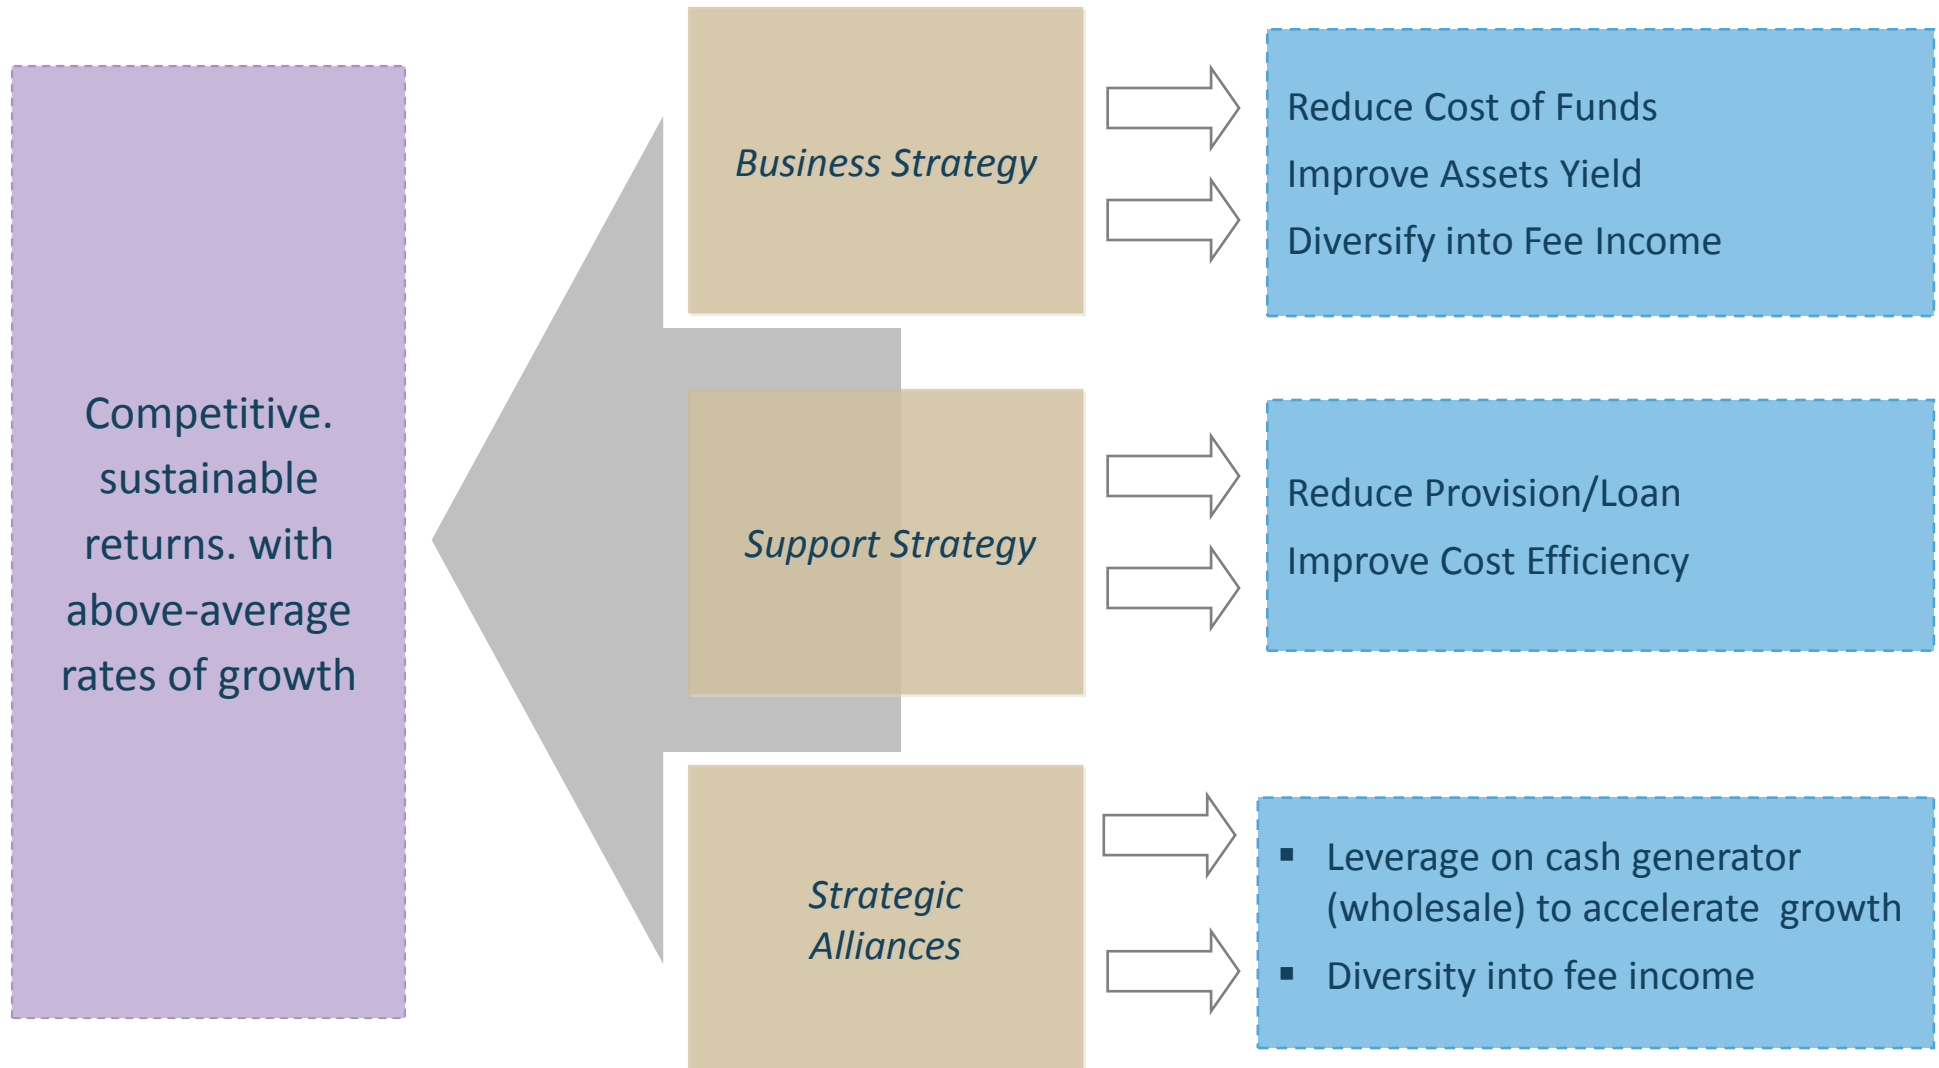 Competitive.
sustainable
returns. with
above-average
rates of growth
Business Strategy
Reduce Cost of Funds
Improve Assets Yield
Diversify into Fee Income
Support Strategy
Reduce Provision/Loan
Improve Cost Efficiency
Strategic
Alliances
▪ Leverage on cash generator
(wholesale) to accelerate growth
▪ Diversity into fee income